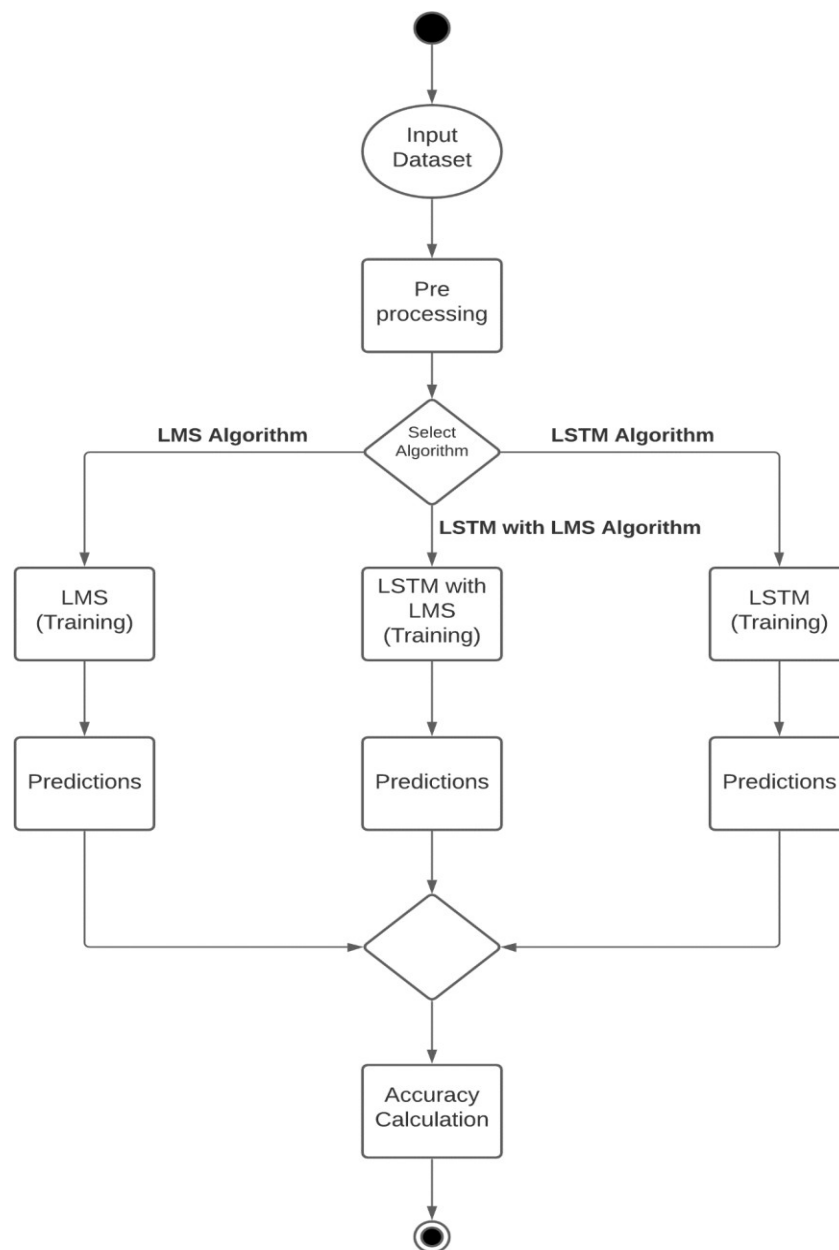 Input
Dataset
Pre
processing
Select
Algorithm
LMS Algorithm
LSTM Algorithm
LSTM with LMS Algorithm
LMS
(Training)
LSTM with
LMS
(Training)
LSTM
(Training)
Predictions
Predictions
Predictions
Accuracy
Calculation